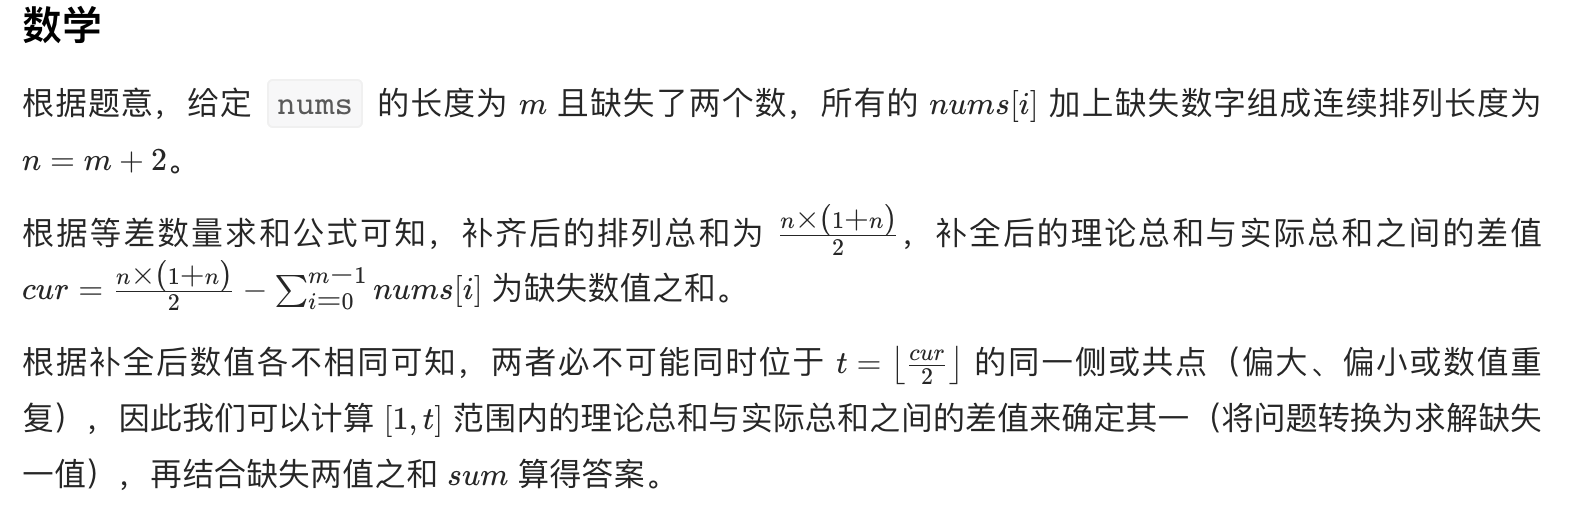 数学
根据题意，给定 nums 的长度为 m 且缺失了两个数，所有的 nums[i] 加上缺失数字组成连续排列长度为
n = m + 2。
根据等差数量求和公式可知，补齐后的排列总和为 \frac{n×(1+n)}{2}，补全后的理论总和与实际总和之间的差值
cur = \frac{n×(1+n)}{2} − \sum_{i=0}^{m−1} nums[i] 为缺失数值之和。
根据补全后数值各不相同可知，两者必不可能同时位于 t = ⌊\frac{cur}{2}⌋ 的同一侧或共点（偏大、偏小或数值重
复），因此我们可以计算 [1, t] 范围内的理论总和与实际总和之间的差值来确定其一（将问题转换为求解缺失
一值），再结合缺失两值之和 sum 算得答案。